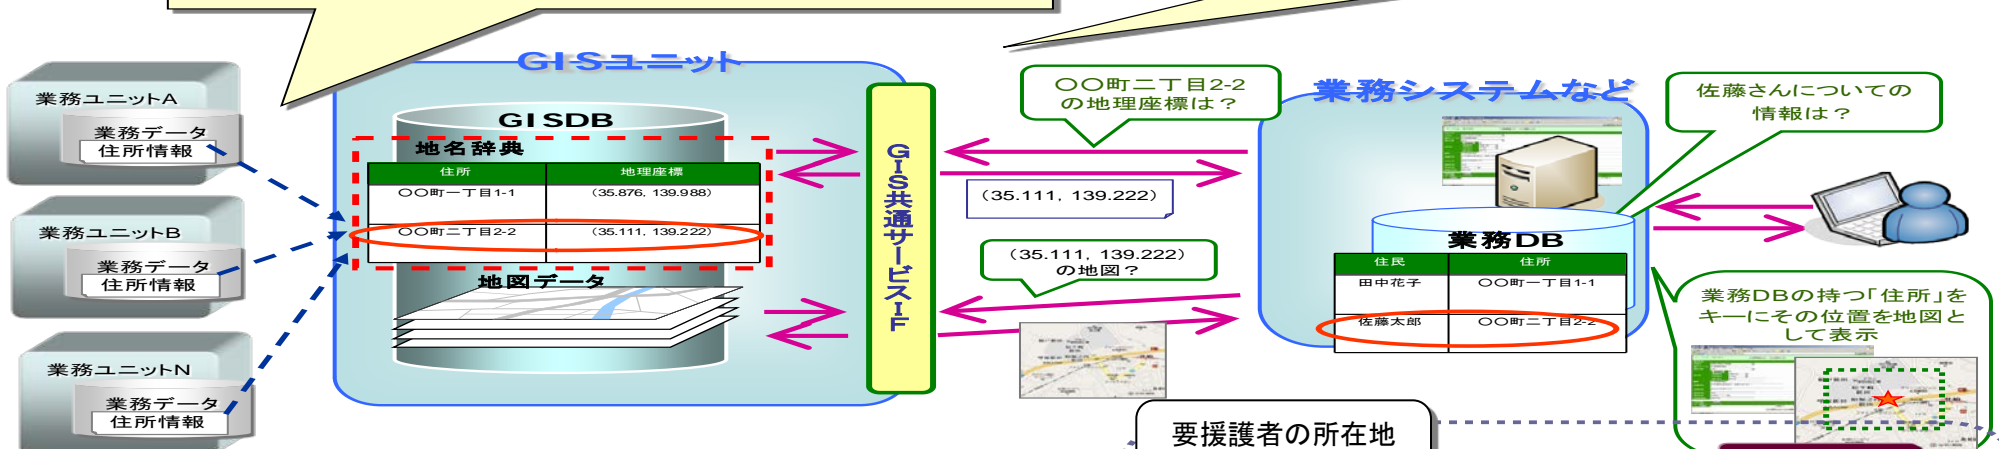 業務ユニットA
業務データ
住所情報
業務ユニットB
業務データ
住所情報
業務ユニットN
業務データ
住所情報
GISユニット
GISDB
地名辞典
住所 地理座標
〇〇町一丁目1-1 (35.876, 139.988)
〇〇町二丁目2-2 (35.111, 139.222)
地図データ
GIS共通サービスIF
〇〇町二丁目2-2
の地理座標は？
(35.111, 139.222)
(35.111, 139.222)
の地図？
業務システムなど
業務DB
住民 住所
田中花子 〇〇町一丁目1-1
佐藤太郎 〇〇町二丁目2-2
佐藤さんについての
情報は？
業務DBの持つ「住所」を
キーにその位置を地図と
して表示
要援護者の所在地